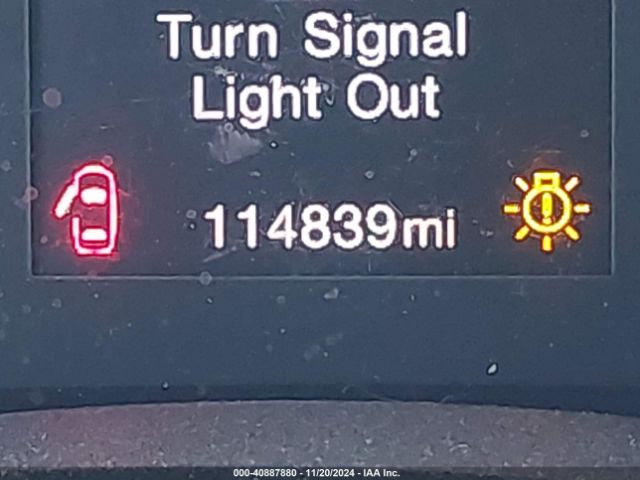 Turn Signal
Light Out
114839mi
000-40887880 - 11/20/2024 - IAA Inc.